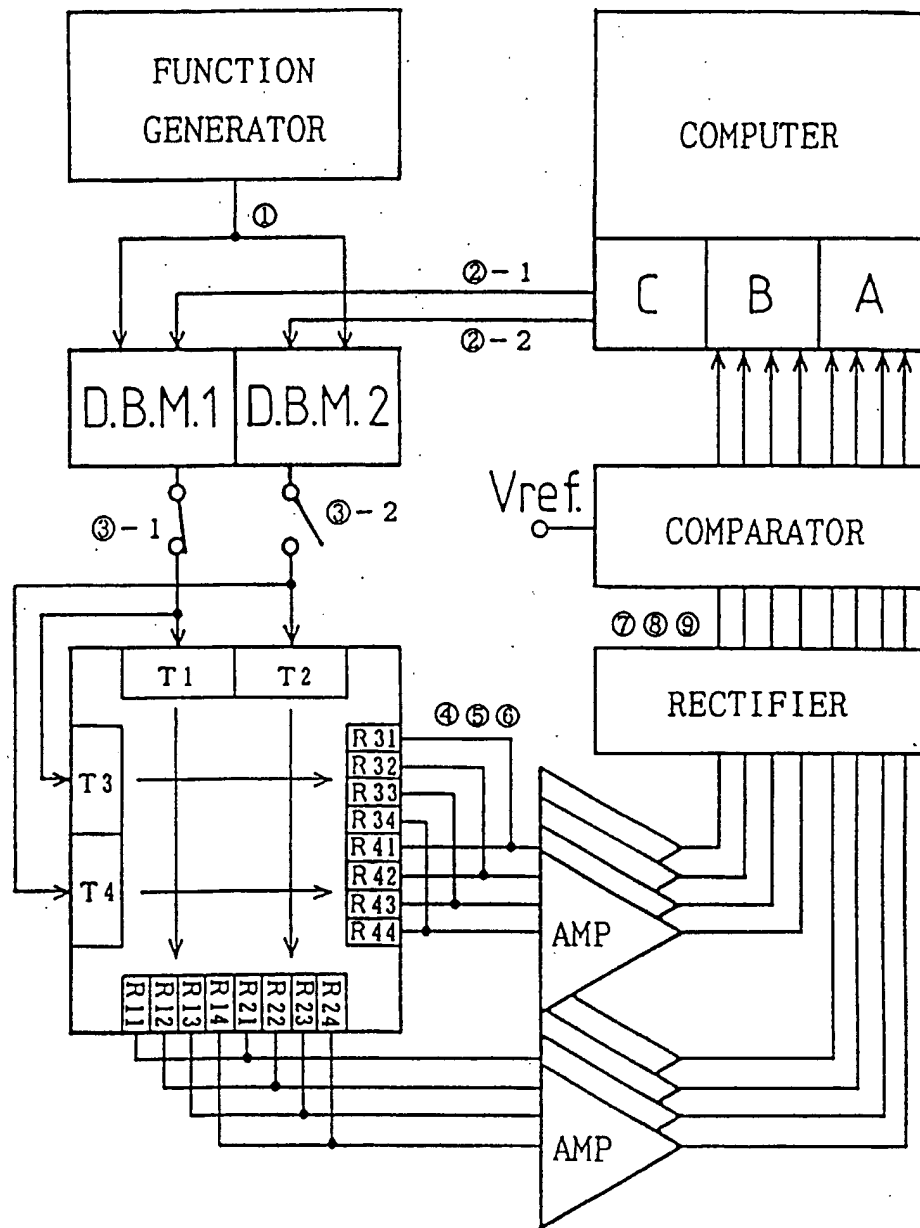 FUNCTION
GENERATOR
COMPUTER
①
②-1
②-2
C
B
A
D.B.M.1
D.B.M.2
③-1
③-2
Vref.
COMPARATOR
⑦⑧⑨
RECTIFIER
T1
T2
T3
T4
④⑤⑥
R31
R32
R33
R34
R41
R42
R43
R44
AMP
R11
R12
R13
R14
R21
R22
R23
R24
AMP